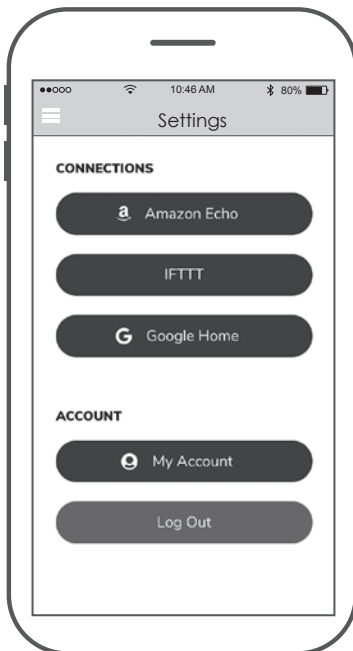 10:46 AM 80%
Settings
CONNECTIONS
a Amazon Echo
IFTTT
G Google Home
ACCOUNT
My Account
Log Out